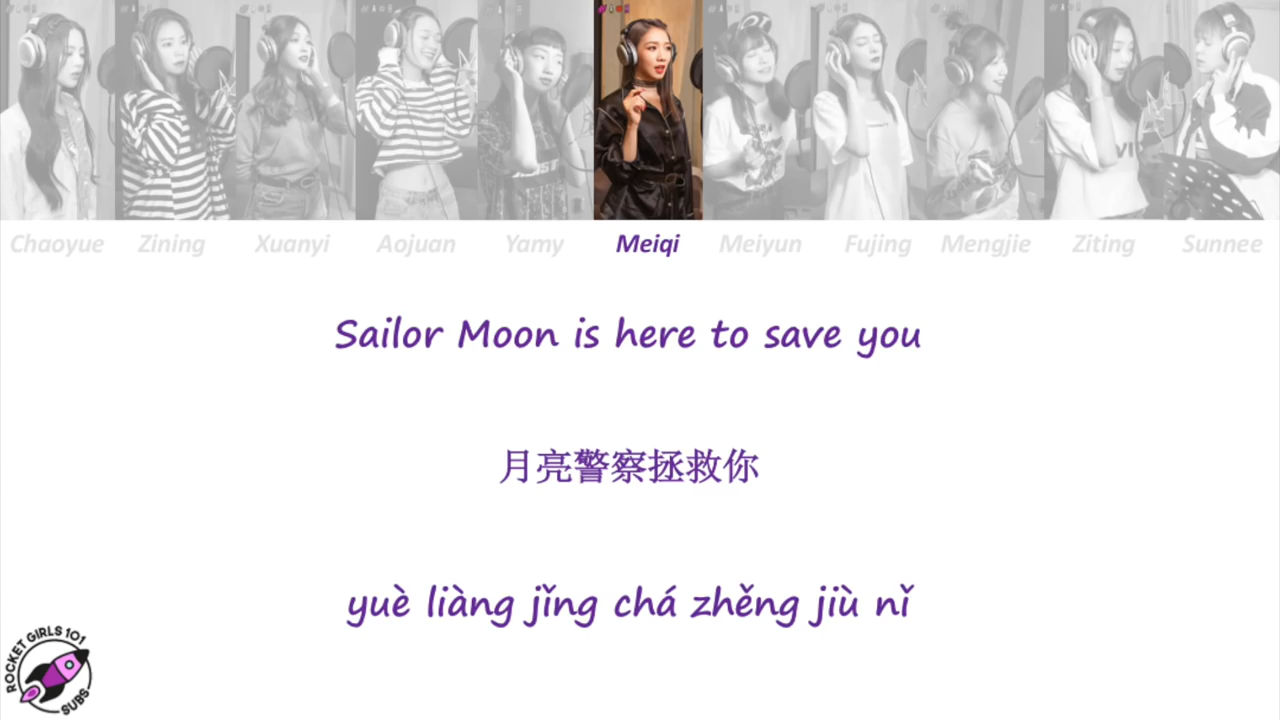 Chaoyue Zining Xuanyi Aojuan Yamy Meiqi Meiyun Fujing Mengjie Ziting Sunnee
Sailor Moon is here to save you
月亮警察拯救你
yuè liàng jǐng chá zhěng jiù nǐ
ROCKET GIRLS 101
SUBS